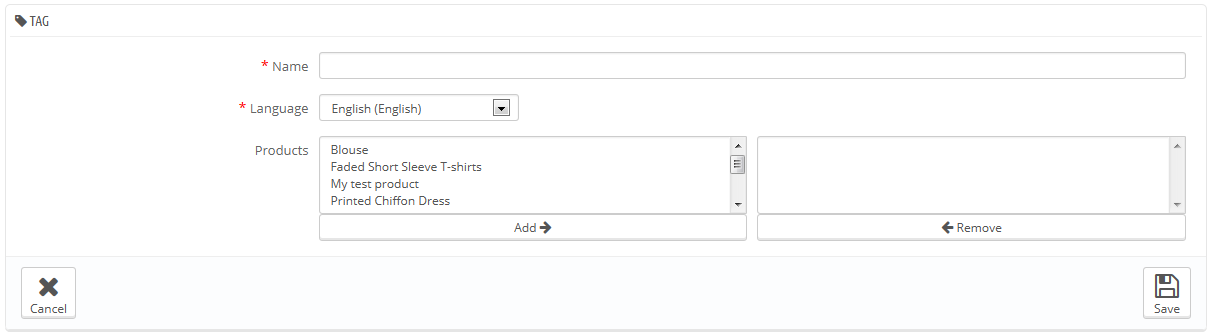 TAG
* Name
* Language English (English)
Products
Blouse
Faded Short Sleeve T-shirts
My test product
Printed Chiffon Dress
Add
Remove
Cancel
Save